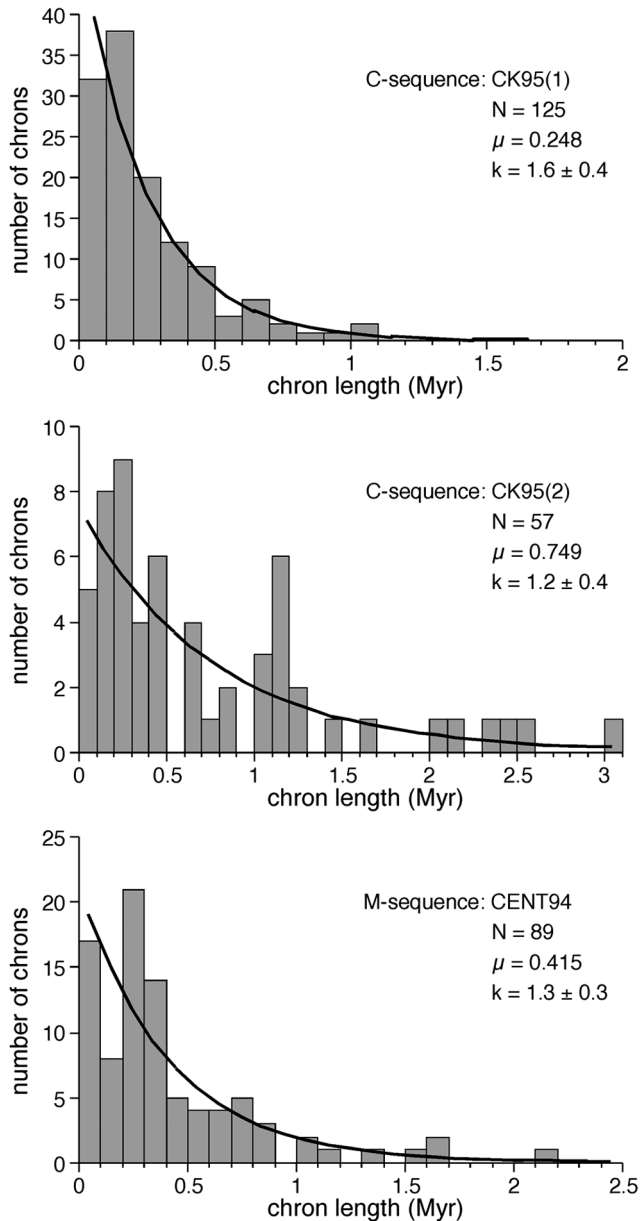 40
35
30
25
20
15
10
5
0
number of chrons
C-sequence: CK95(1)
N = 125
µ = 0.248
k = 1.6 ± 0.4
0 0.5 1 1.5 2
chron length (Myr)
10
8
6
4
2
0
number of chrons
C-sequence: CK95(2)
N = 57
µ = 0.749
k = 1.2 ± 0.4
0 0.5 1 1.5 2 2.5 3
chron length (Myr)
25
20
15
10
5
0
number of chrons
M-sequence: CENT94
N = 89
µ = 0.415
k = 1.3 ± 0.3
0 0.5 1 1.5 2 2.5
chron length (Myr)